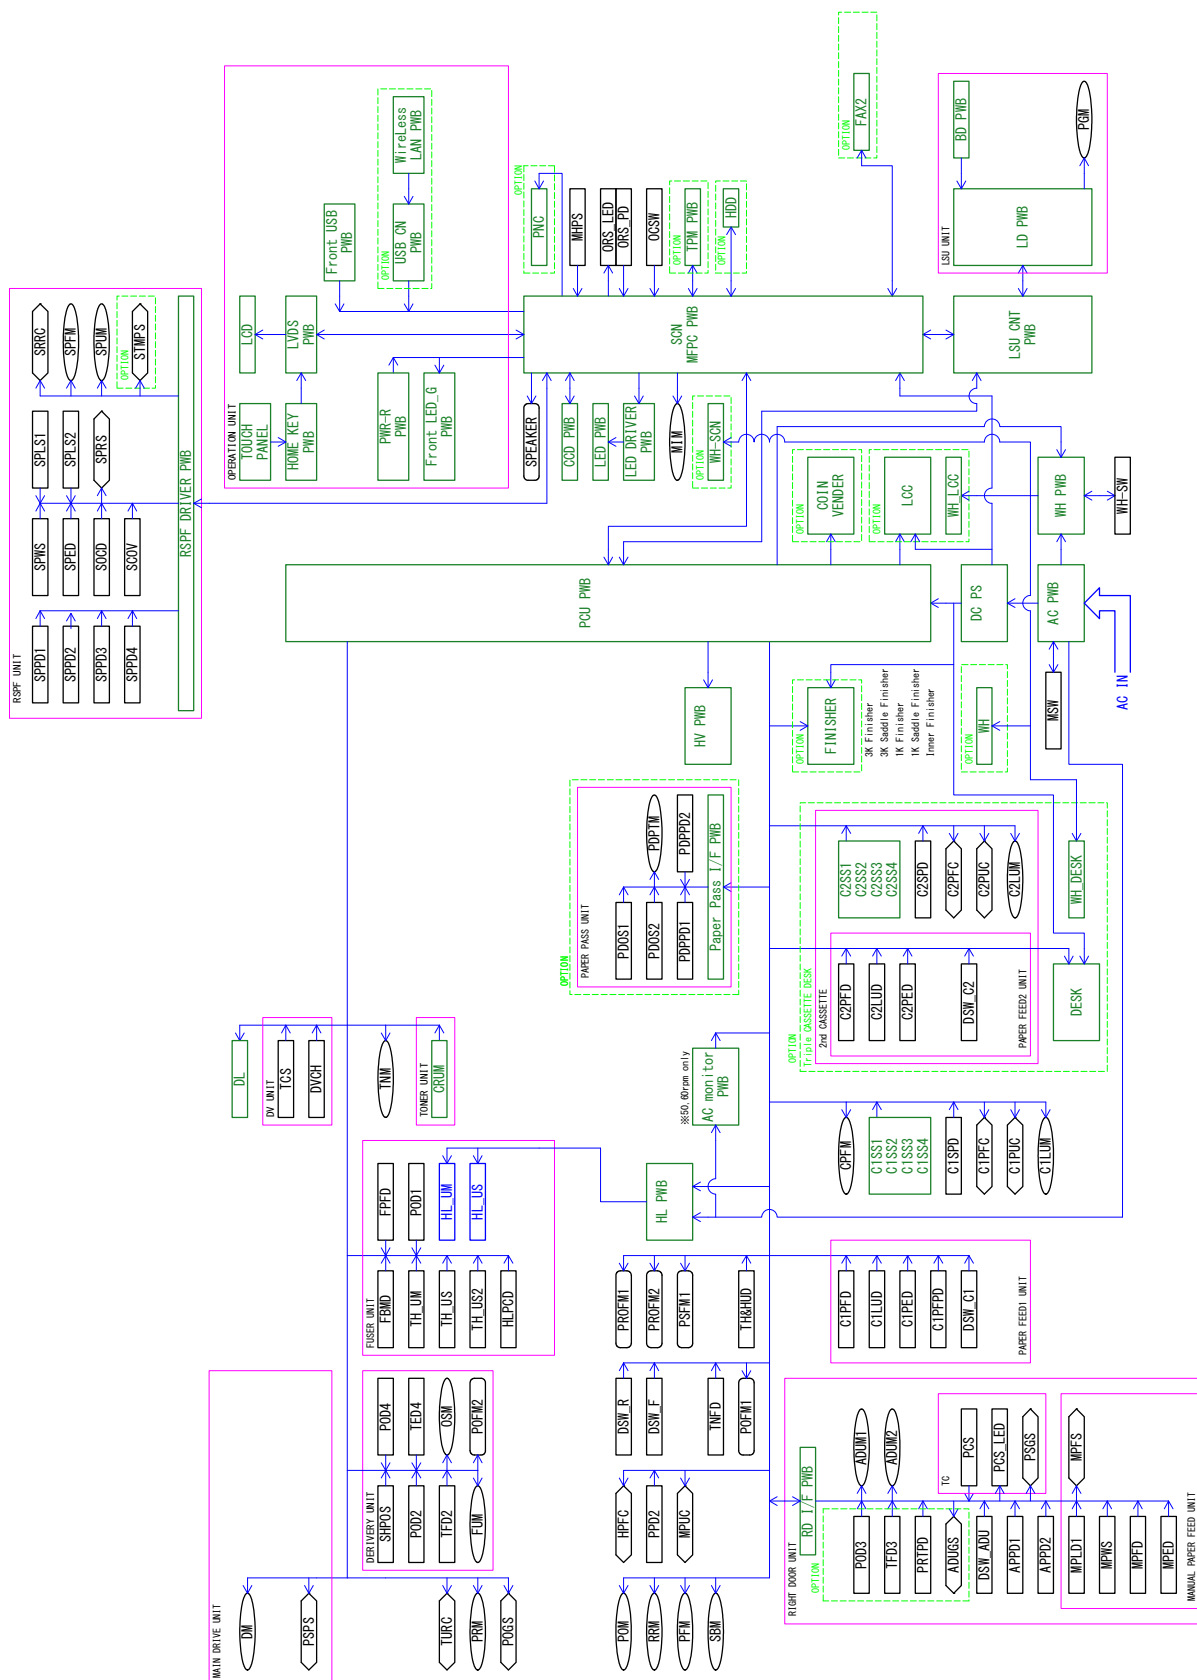 MAIN DRIVE UNIT
DM
PSPS
TURC
PRM
POGS
DERIVERY UNIT
SHPOS
POD2
TFD2
FUM
POD4
TED4
OSM
POFM2
FUSER UNIT
FBMD
TH_UM
TH_US
TH_US2
HLPCD
FPFD
POD1
HL_UM
HL_US
DL
DV UNIT
TCS
DVCH
TNM
TONER UNIT
CRUM
RSPF UNIT
SPPD1
SPPD2
SPPD3
SPPD4
SPWS
SPED
SOCD
SCOV
SPLS1
SPLS2
SPRS
SRRC
SPFM
SPUM
OPTION
STMPS
RSPF DRIVER PWB
OPERATION UNIT
TOUCH
PANEL
HOME KEY
PWB
LCD
LVDS
PWB
Front USB
PWB
OPTION
USB CN
PWB
WireLess
LAN PWB
PWR-R
PWB
Front LED_G
PWB
POM
RRM
PFM
SBM
HPFC
PPD2
MPUC
DSW_R
DSW_F
TNFD
POFM1
PROFM1
PROFM2
PSFM1
TH&HUD
HL PWB
※50,60rpm only
AC monitor
PWB
OPTION
PAPER PASS UNIT
PDOS1
PDOS2
PDPPD1
PDPTM
PDPPD2
Paper Pass I/F PWB
HV PWB
PCU PWB
SPEAKER
CCD PWB
LED PWB
LED DRIVER
PWB
MIM
OPTION
WH-SCN
SCN
MFPC PWB
OPTION
PNC
MHPS
ORS_LED
ORS_PD
OCSW
OPTION
TPM PWB
OPTION
HDD
OPTION
FAX2
RIGHT DOOR UNIT
RD I/F PWB
OPTION
POD3
TFD3
PRTPD
ADUGS
ADUM1
ADUM2
DSW_ADU
APPD1
APPD2
TC
PCS
PCS_LED
PSGS
MPLD1
MPWS
MPFD
MPED
MPFS
MANUAL PAPER FEED UNIT
C1PFD
C1LUD
C1PED
C1PFPD
DSW_C1
PAPER FEED1 UNIT
CPFM
C1SS1
C1SS2
C1SS3
C1SS4
C1SPD
C1PFC
C1PUC
C1LUM
OPTION
Triple CASSETTE DESK
2nd CASSETTE
C2PFD
C2LUD
C2PED
DSW_C2
PAPER FEED2 UNIT
C2SS1
C2SS2
C2SS3
C2SS4
C2SPD
C2PFC
C2PUC
C2LUM
DESK
WH_DESK
OPTION
FINISHER
3K Finisher
3K Saddle Finisher
1K Finisher
1K Saddle Finisher
Inner Finisher
OPTION
WH
OPTION
COIN
VENDER
OPTION
LCC
WH_LCC
DC PS
AC PWB
MSW
AC IN
WH PWB
WH-SW
LSU CNT
PWB
LSU UNIT
LD PWB
BD PWB
PGM